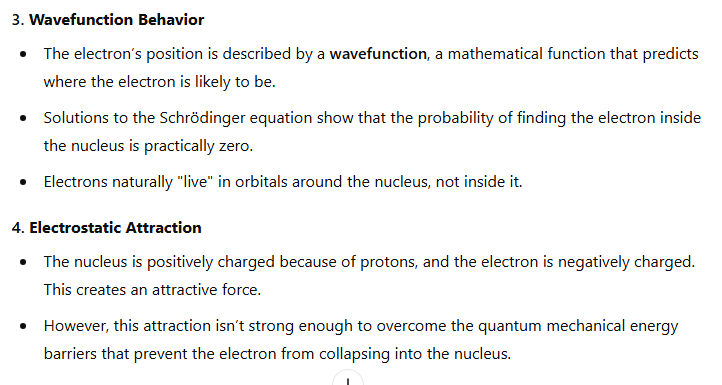 3. Wavefunction Behavior
• The electron's position is described by a wavefunction, a mathematical function that predicts
where the electron is likely to be.
• Solutions to the Schrödinger equation show that the probability of finding the electron inside
the nucleus is practically zero.
• Electrons naturally "live" in orbitals around the nucleus, not inside it.
4. Electrostatic Attraction
• The nucleus is positively charged because of protons, and the electron is negatively charged.
This creates an attractive force.
• However, this attraction isn't strong enough to overcome the quantum mechanical energy
barriers that prevent the electron from collapsing into the nucleus.